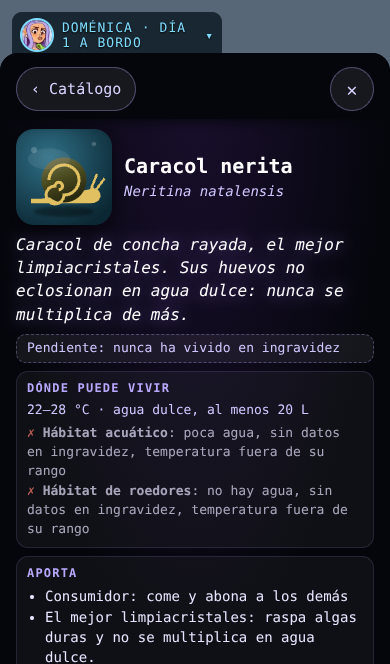 DOMÉNICA · DÍA
1 A BORDO
▾
‹ Catálogo
×
Caracol nerita
Neritina natalensis
Caracol de concha rayada, el mejor
limpiacristales. Sus huevos no
eclosionan en agua dulce: nunca se
multiplica de más.
Pendiente: nunca ha vivido en ingravidez
DÓNDE PUEDE VIVIR
22–28 °C · agua dulce, al menos 20 L
✗ Hábitat acuático: poca agua, sin datos
en ingravidez, temperatura fuera de su
rango
✗ Hábitat de roedores: no hay agua, sin
datos en ingravidez, temperatura fuera de
su rango
APORTA
• Consumidor: come y abona a los demás
• El mejor limpiacristales: raspa algas
duras y no se multiplica en agua
dulce.